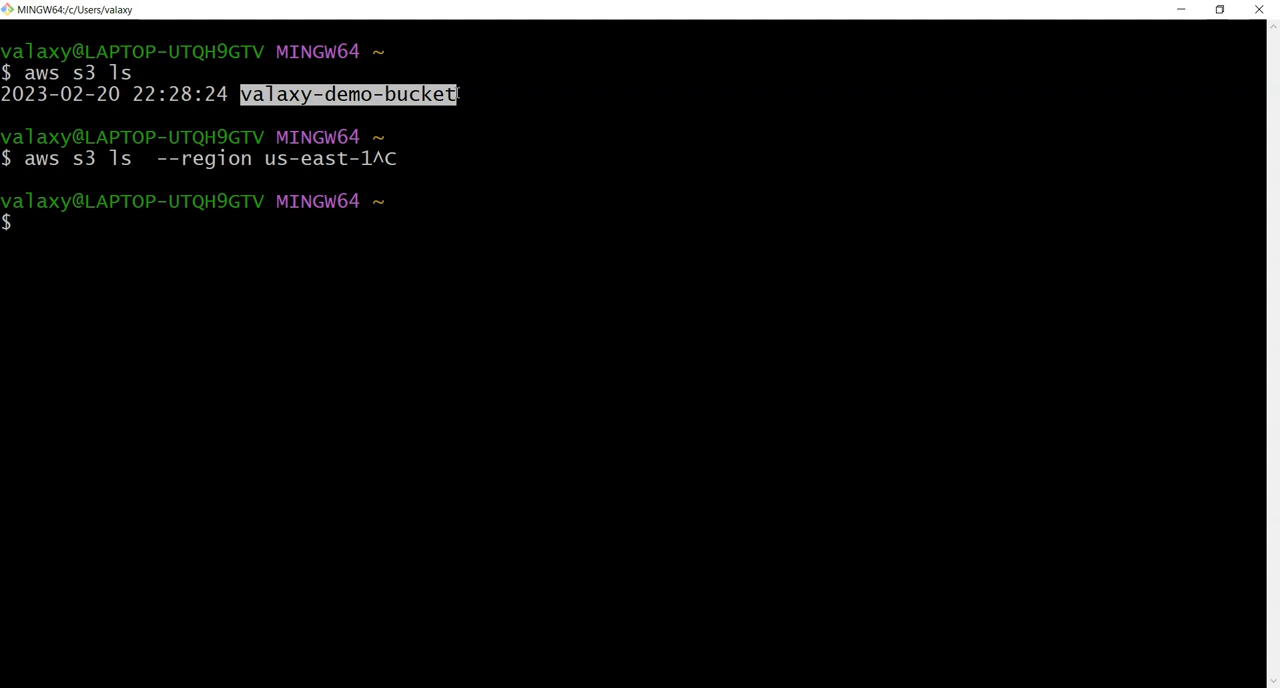 MINGW64:/c/Users/valaxy
valaxy@LAPTOP-UTQH9GTV MINGW64 ~
$ aws s3 ls
2023-02-20 22:28:24 valaxy-demo-bucket
valaxy@LAPTOP-UTQH9GTV MINGW64 ~
$ aws s3 ls  --region us-east-1^C
valaxy@LAPTOP-UTQH9GTV MINGW64 ~
$